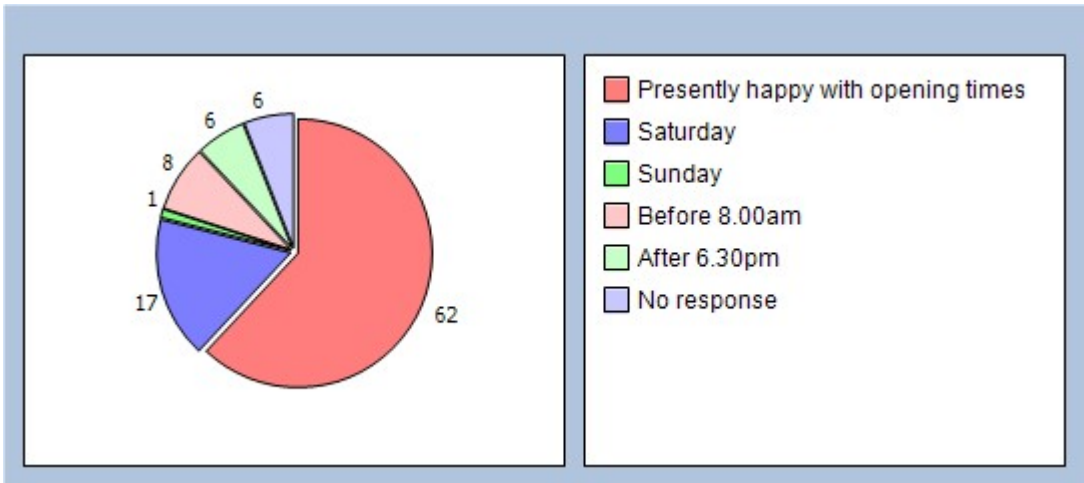 6
6
8
1
17
62
Presently happy with opening times
Saturday
Sunday
Before 8.00am
After 6.30pm
No response